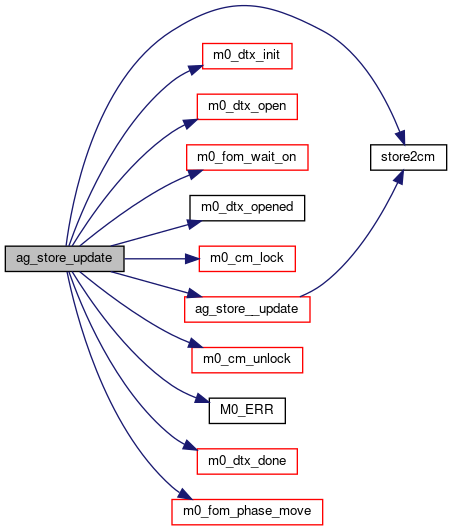 m0_dtx_init
m0_dtx_open
m0_fom_wait_on
store2cm
m0_dtx_opened
ag_store_update
m0_cm_lock
ag_store__update
m0_cm_unlock
M0_ERR
m0_dtx_done
m0_fom_phase_move